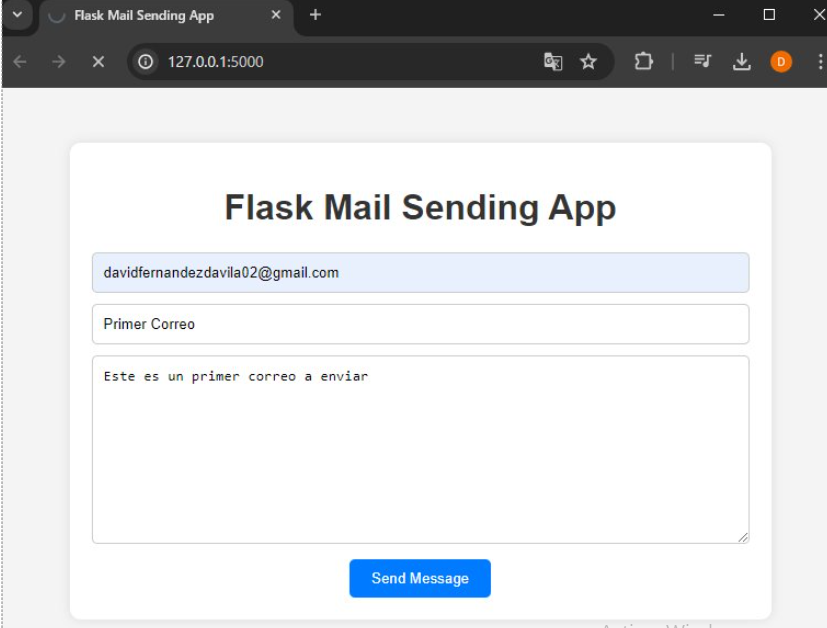 Flask Mail Sending App
127.0.0.1:5000
D
Flask Mail Sending App
davidfernandezdavila02@gmail.com
Primer Correo
Este es un primer correo a enviar
Send Message